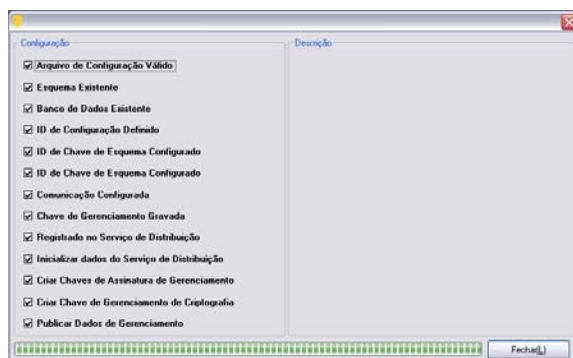 Configuração
Descrição
Arquivo de Configuração Válido
Esquema Existente
Banco de Dados Existente
ID de Configuração Definido
ID de Chave de Esquema Configurado
ID de Chave de Esquema Configurado
Comunicação Configurada
Chave de Gerenciamento Gravada
Registrado no Serviço de Distribuição
Inicializar dados do Serviço de Distribuição
Criar Chaves de Assinatura de Gerenciamento
Criar Chave de Gerenciamento de Criptografia
Publicar Dados de Gerenciamento
Fechar(L)